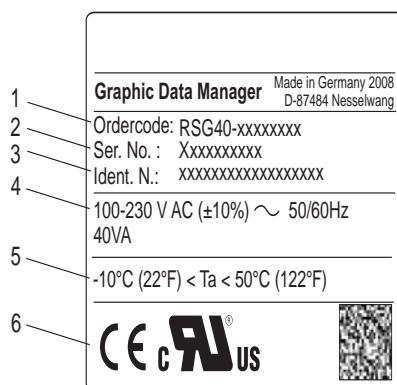 Graphic Data Manager Made in Germany 2008
D-87484 Nesselwang
1 Ordercode: RSG40-xxxxxxxx
2 Ser. No. : Xxxxxxxxxx
3 Ident. N.: xxxxxxxxxxxxxxxxxx
4 100-230 V AC (±10%) ~ 50/60Hz
40VA
5 -10°C (22°F) < Ta < 50°C (122°F)
6 CE c RU ® US